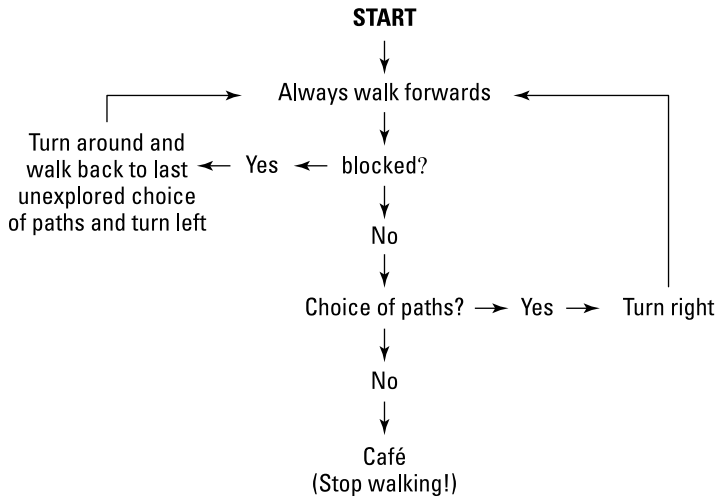 START
Always walk forwards
Turn around and
walk back to last
unexplored choice
of paths and turn left
Yes
blocked?
No
Choice of paths?
Yes
Turn right
No
Café
(Stop walking!)